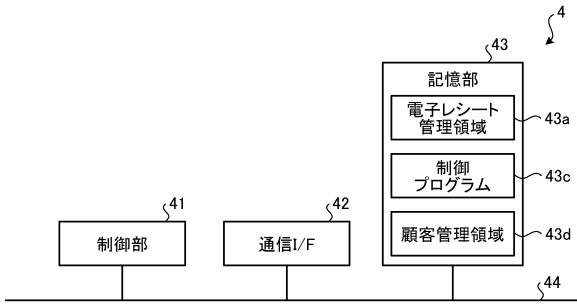 4
43
記憶部
電子レシート
管理領域
43a
制御
プログラム
43c
41
42
制御部
通信I/F
顧客管理領域
43d
44